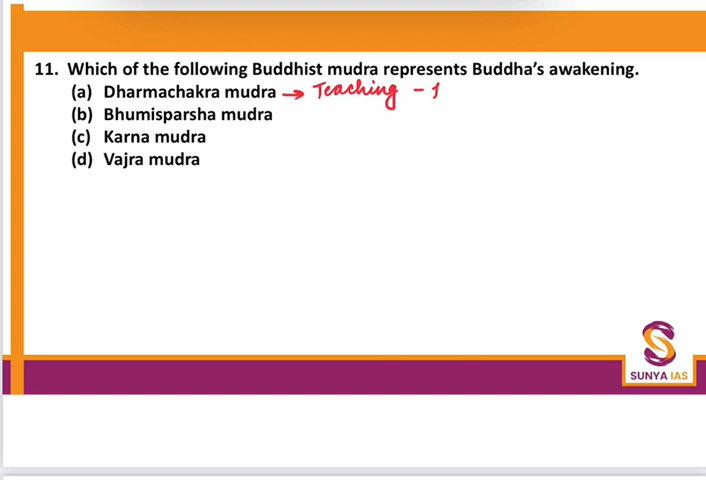 11. Which of the following Buddhist mudra represents Buddha's awakening.
(a) Dharmachakra mudra → Teaching - 1
(b) Bhumisparsha mudra
(c) Karna mudra
(d) Vajra mudra
SUNYA IAS